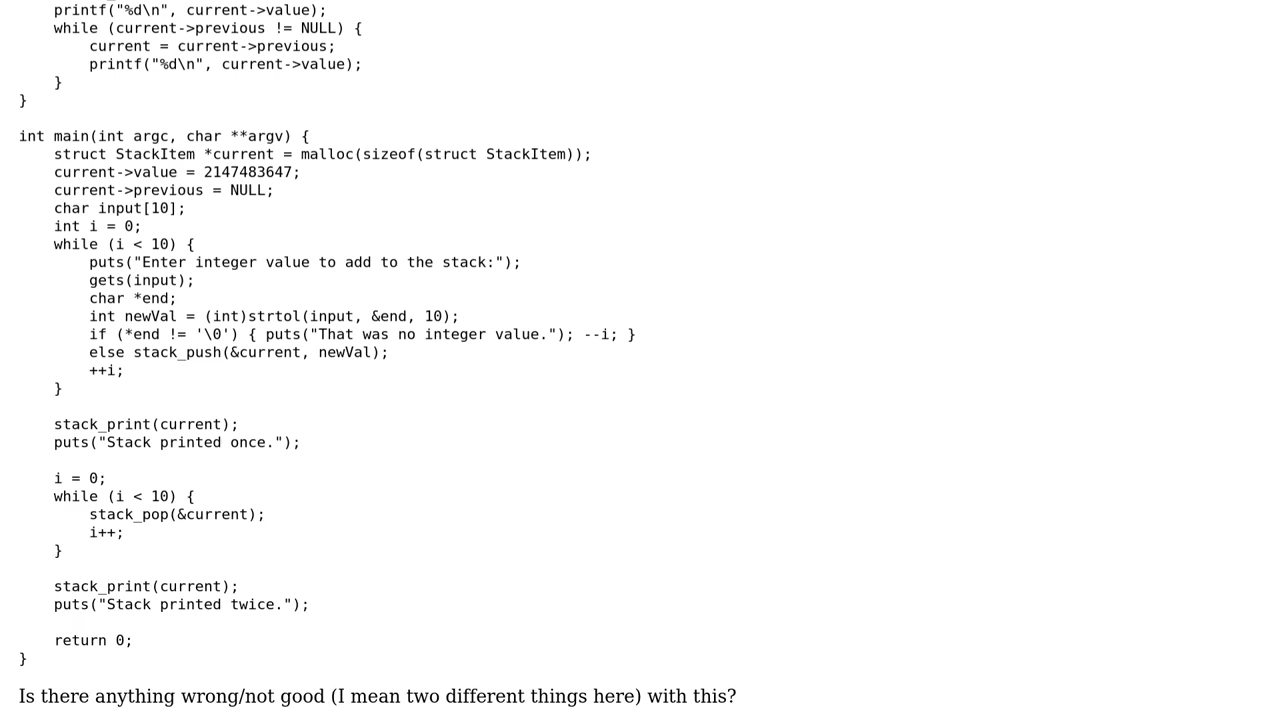 printf("%d\n", current->value);
    while (current->previous != NULL) {
        current = current->previous;
        printf("%d\n", current->value);
    }
}

int main(int argc, char **argv) {
    struct StackItem *current = malloc(sizeof(struct StackItem));
    current->value = 2147483647;
    current->previous = NULL;
    char input[10];
    int i = 0;
    while (i < 10) {
        puts("Enter integer value to add to the stack:");
        gets(input);
        char *end;
        int newVal = (int)strtol(input, &end, 10);
        if (*end != '\0') { puts("That was no integer value."); --i; }
        else stack_push(&current, newVal);
        ++i;
    }

    stack_print(current);
    puts("Stack printed once.");

    i = 0;
    while (i < 10) {
        stack_pop(&current);
        i++;
    }

    stack_print(current);
    puts("Stack printed twice.");

    return 0;
}
Is there anything wrong/not good (I mean two different things here) with this?